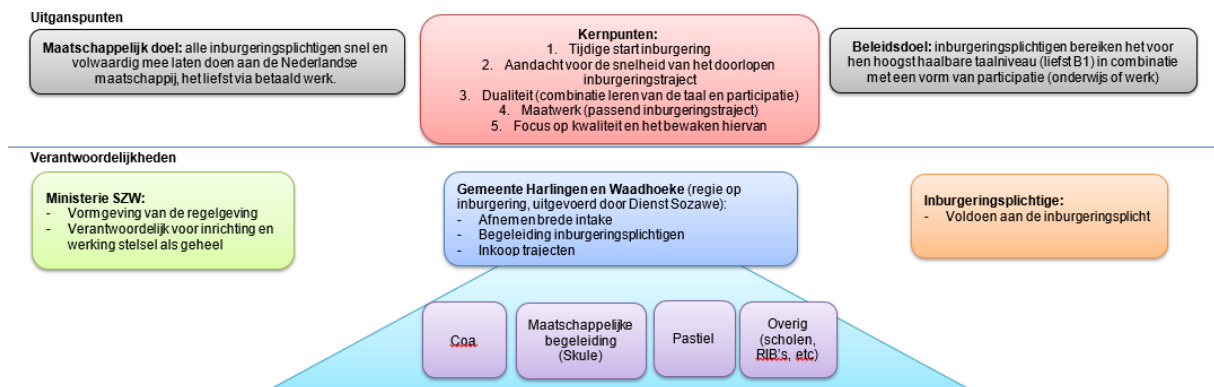 Uitganspunten
Maatschappelijk doel: alle inburgeringsplichtigen snel en
volwaardig mee laten doen aan de Nederlandse
maatschappij, het liefst via betaald werk.
Kernpunten:
1. Tijdige start inburgering
2. Aandacht voor de snelheid van het doorlopen
inburgeringstraject
3. Dualiteit (combinatie leren van de taal en participatie)
4. Maatwerk (passend inburgeringstraject)
5. Focus op kwaliteit en het bewaken hiervan
Beleidsdoel: inburgeringsplichtigen bereiken het voor
hen hoogst haalbare taalniveau (liefst B1) in combinatie
met een vorm van participatie (onderwijs of werk)
Verantwoordelijkheden
Ministerie SZW:
- Vormgeving van de regelgeving
- Verantwoordelijk voor inrichting en
werking stelsel als geheel
Gemeente Harlingen en Waadhoeke (regie op
inburgering, uitgevoerd door Dienst Sozawe):
- Afnemen brede intake
- Begeleiding inburgeringsplichtigen
- Inkoop trajecten
Inburgeringsplichtige:
- Voldoen aan de inburgeringsplicht
Coa
Maatschappelijke
begeleiding
(Skule)
Pastiel
Overig
(scholen,
RIB's, etc)